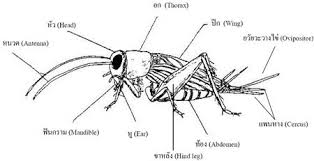 อก (Thorax)
หัว (Head)
ปีก (Wing)
อวัยวะวางไข่ (Ovipositor)
หนวด (Antenna)
แพนหาง (Cercus)
ฟันกราม (Mandible)
หู (Ear)
ท้อง (Abdomen)
ขาหลัง (Hind leg)